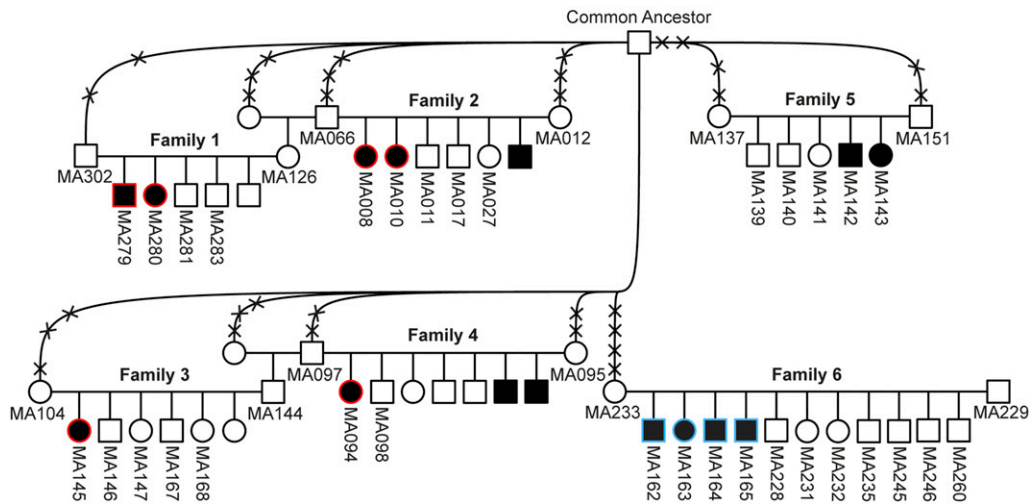 Common Ancestor
Family 1
Family 2
Family 5
MA302
MA126
MA066
MA012
MA137
MA151
MA279
MA280
MA281
MA283
MA008
MA010
MA011
MA017
MA027
MA139
MA140
MA141
MA142
MA143
Family 3
Family 4
Family 6
MA104
MA144
MA097
MA095
MA233
MA229
MA145
MA146
MA147
MA167
MA168
MA094
MA098
MA162
MA163
MA164
MA165
MA228
MA231
MA232
MA235
MA245
MA246
MA260